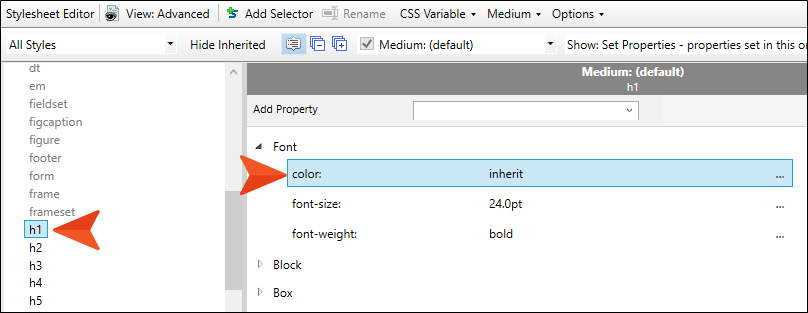 Stylesheet Editor View: Advanced Add Selector Rename CSS Variable Medium Options
All Styles Hide Inherited Medium: (default) Show: Set Properties - properties set in this or
dt
em
fieldset
figcaption
figure
footer
form
frame
frameset
h1
h2
h3
h4
h5
Medium: (default)
h1
Add Property
Font
color: inherit ...
font-size: 24.0pt ...
font-weight: bold ...
Block
Box